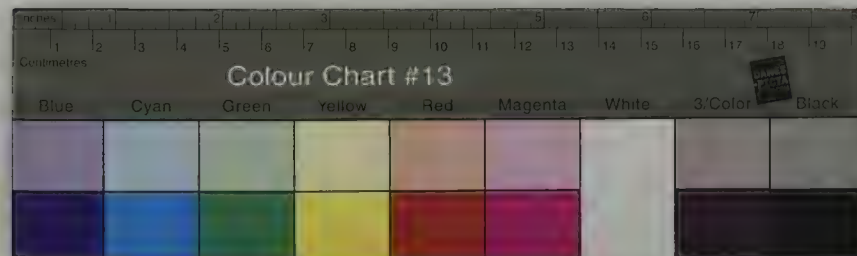 Inches 1 2 3 4 5 6 7 8
1 2 3 4 5 6 7 8 9 10 11 12 13 14 15 16 17 18 19
Centimetres
Colour Chart #13
Blue Cyan Green Yellow Red Magenta White 3/Color Black